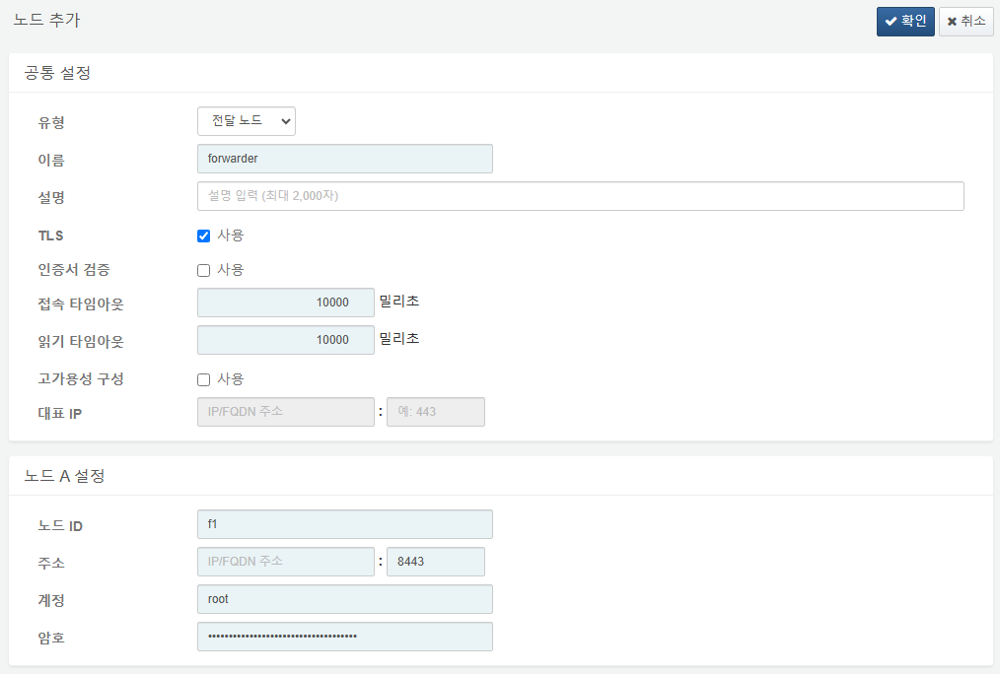 노드 추가
확인
취소
공통 설정
유형 전달 노드
이름 forwarder
설명 설명 입력 (최대 2,000자)
TLS 사용
인증서 검증 사용
접속 타임아웃 10000 밀리초
읽기 타임아웃 10000 밀리초
고가용성 구성 사용
대표 IP IP/FQDN 주소 : 예: 443
노드 A 설정
노드 ID f1
주소 IP/FQDN 주소 : 8443
계정 root
암호 ••••••••••••••••••••••••••••••••••••